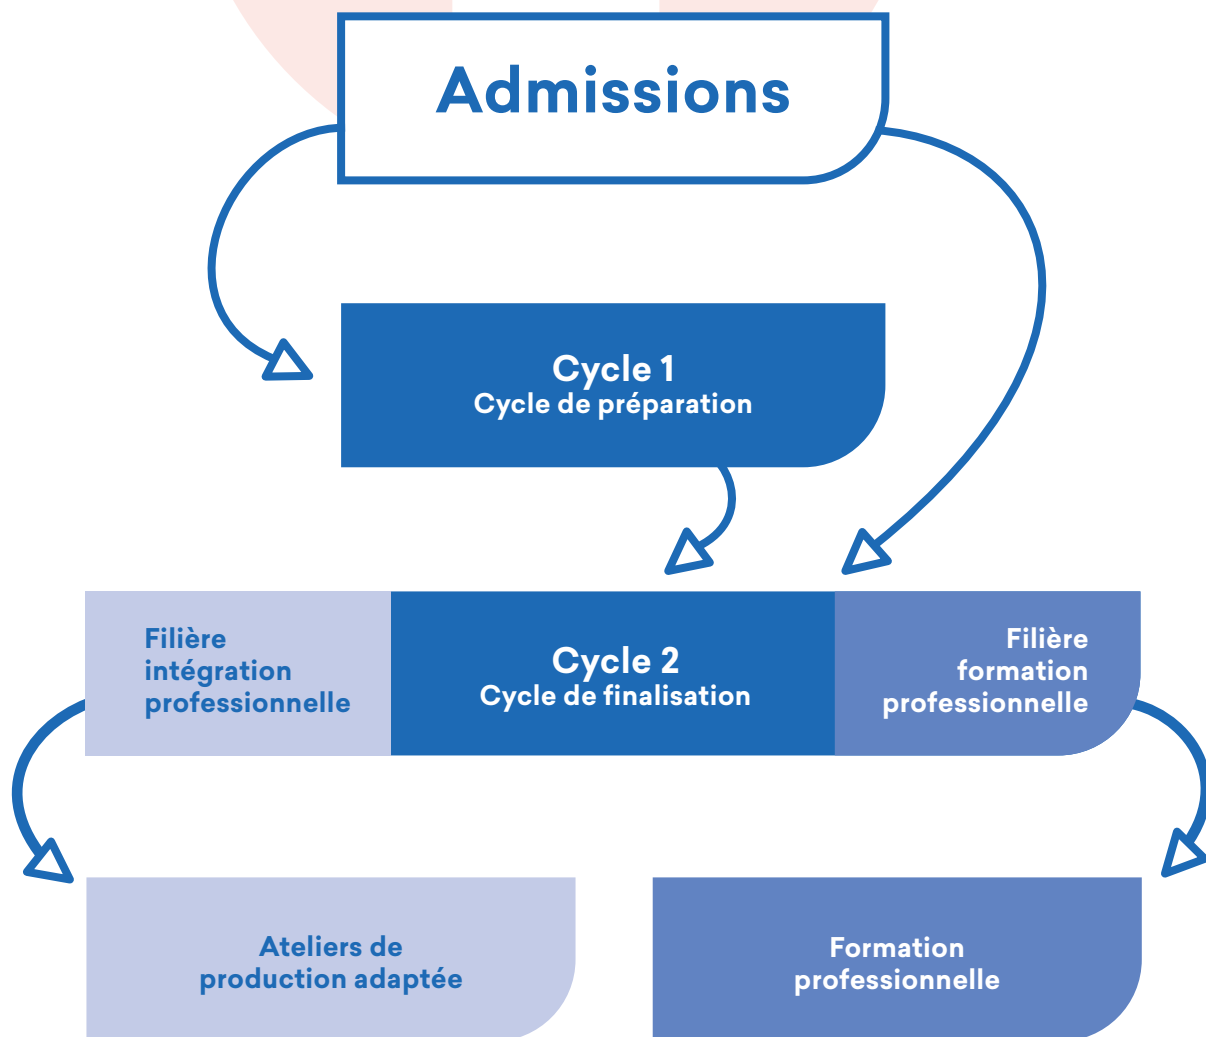 Admissions
Cycle 1
Cycle de préparation
Filière
intégration
professionnelle
Cycle 2
Cycle de finalisation
Filière
formation
professionnelle
Ateliers de
production adaptée
Formation
professionnelle